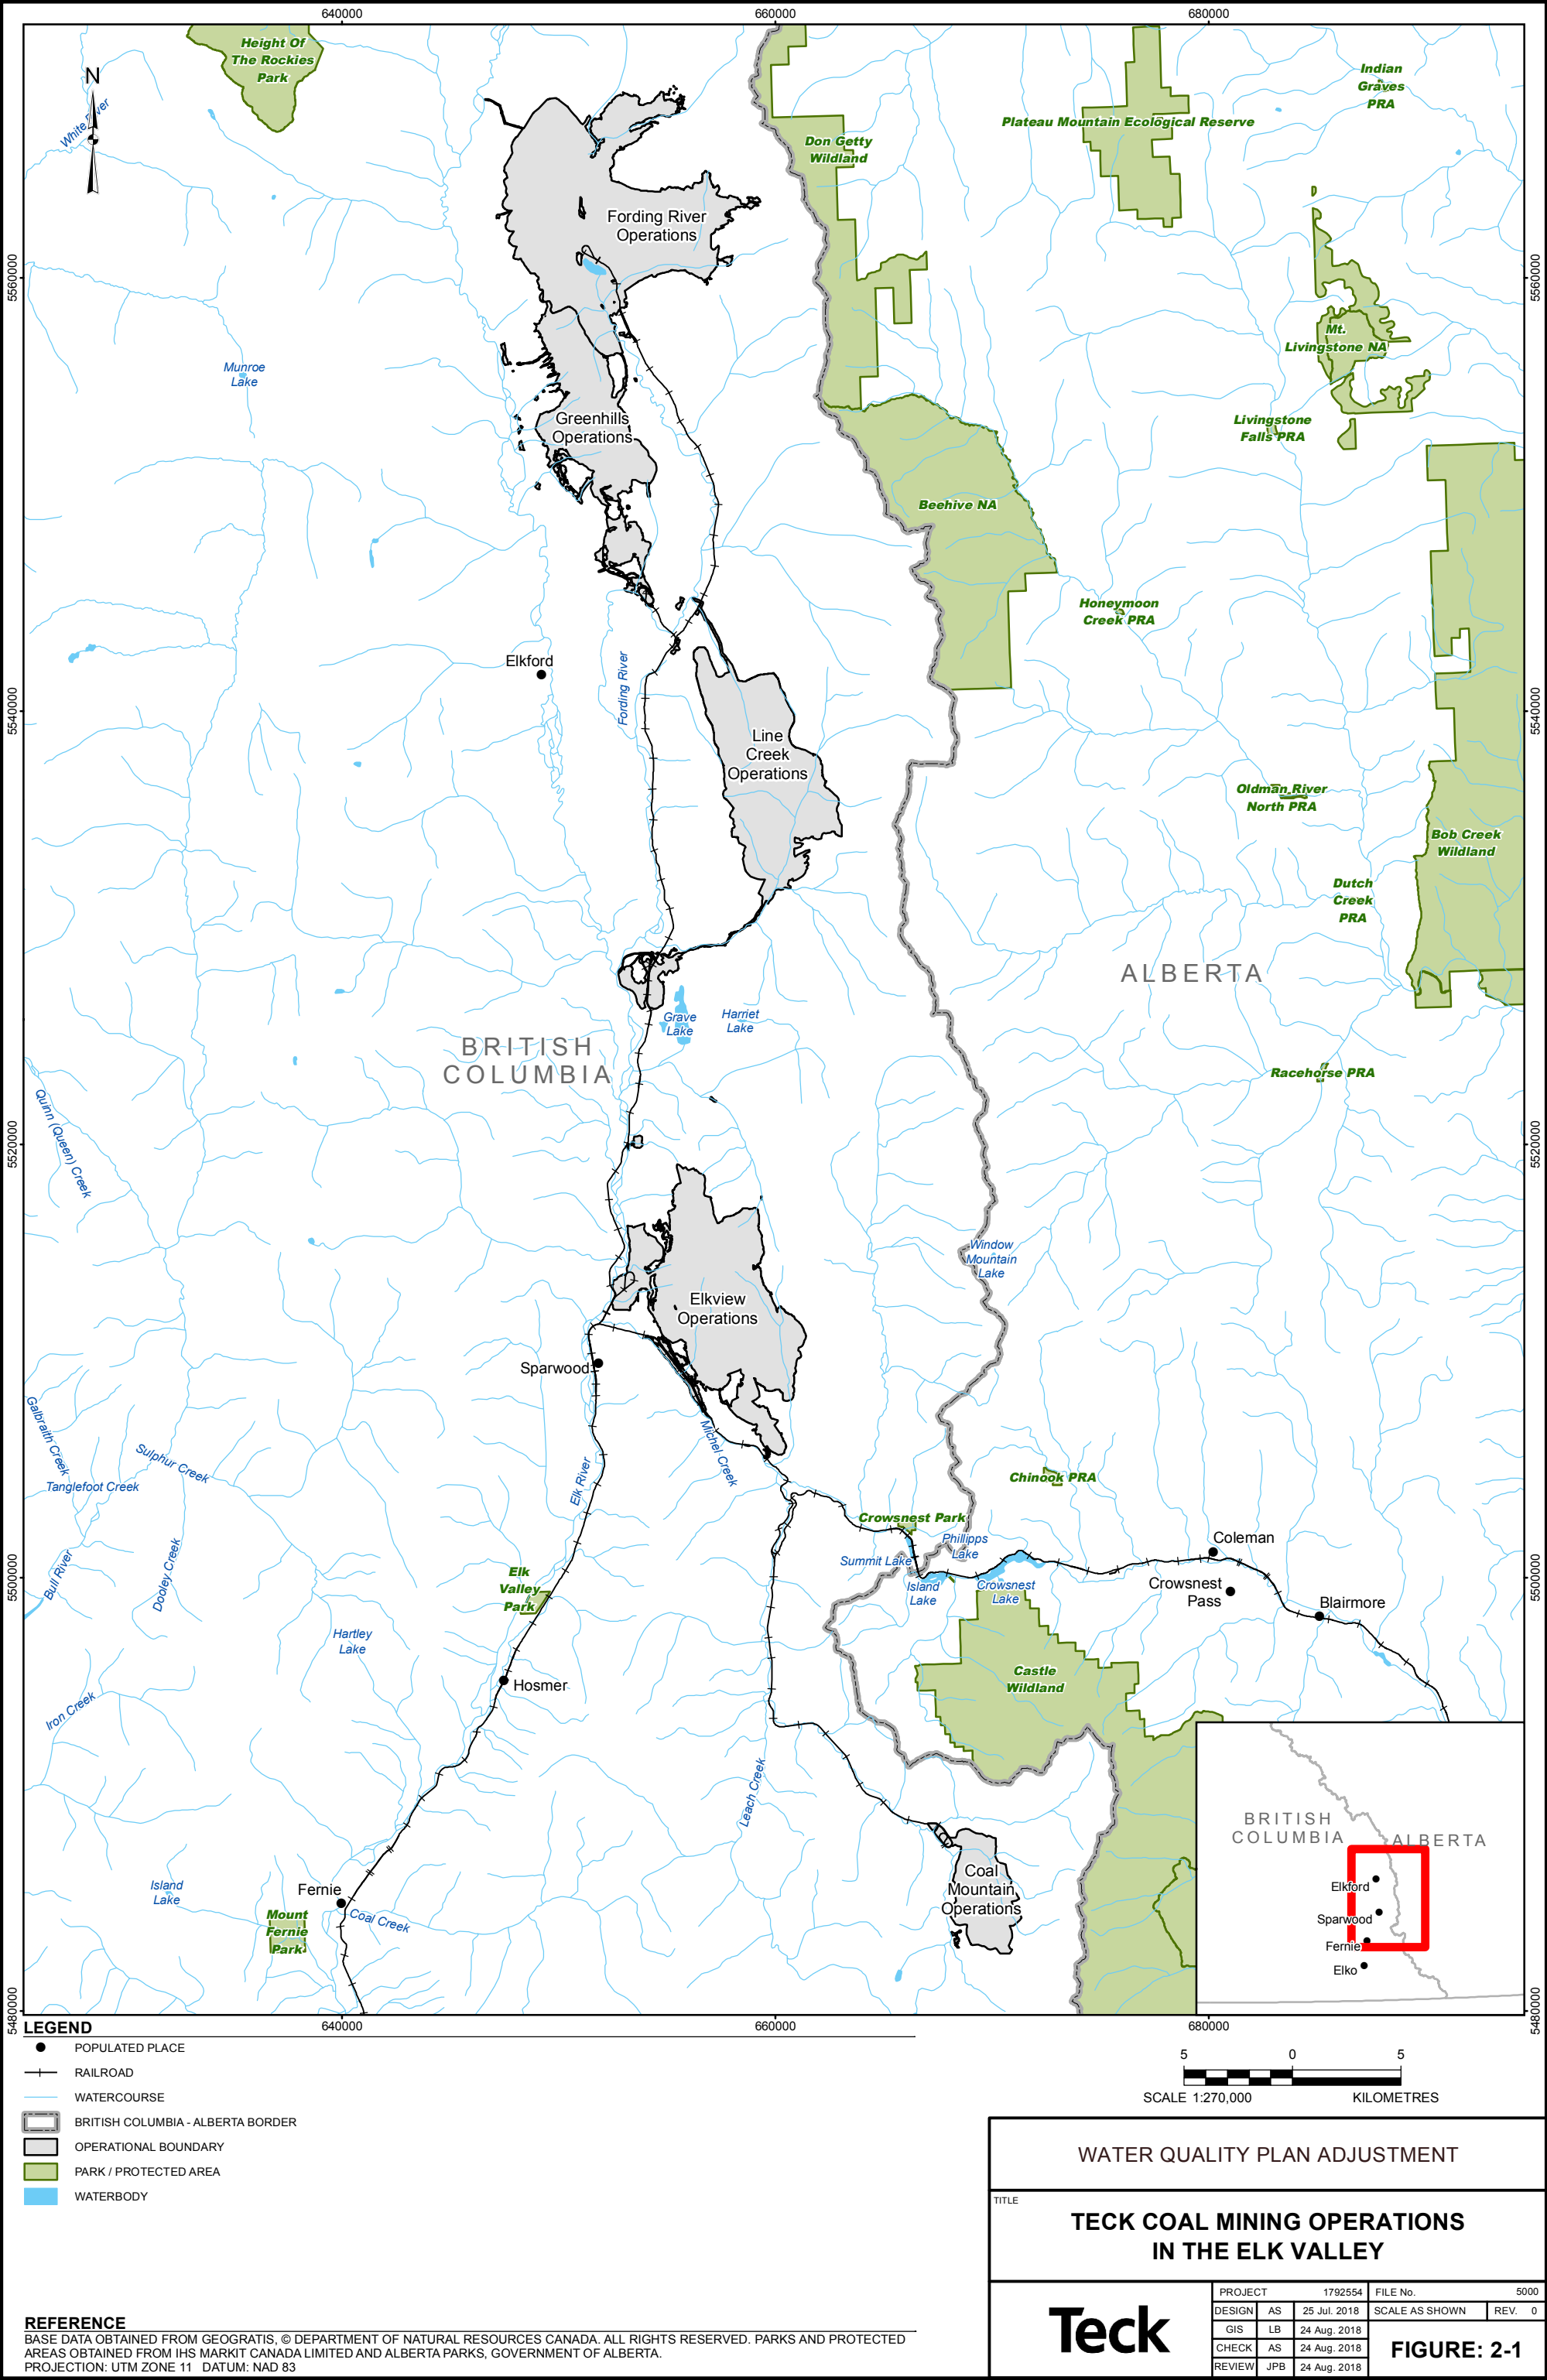 640000
660000
680000
Height Of
The Rockies
Park
N
White River
Indian
Graves
PRA
Plateau Mountain Ecological Reserve
Don Getty
Wildland
Fording River
Operations
5560000
5560000
Mt.
Livingstone NA
Munroe
Lake
Greenhills
Operations
Livingstone
Falls PRA
Beehive NA
Honeymoon
Creek PRA
Elkford
Fording River
5540000
5540000
Line
Creek
Operations
Oldman River
North PRA
Bob Creek
Wildland
Dutch
Creek
PRA
ALBERTA
Grave
Lake
Harriet
Lake
BRITISH
COLUMBIA
Racehorse PRA
Quinn (Queen) Creek
5520000
5520000
Window
Mountain
Lake
Elkview
Operations
Sparwood
Galbraith Creek
Michel Creek
Sulphur Creek
Tanglefoot Creek
Elk River
Chinook PRA
Crowsnest Park
Phillipps
Lake
Coleman
Summit Lake
Bull River
Dooley Creek
Elk
Valley
Park
Island
Lake
Crowsnest
Lake
Crowsnest
Pass
Blairmore
5500000
5500000
Hartley
Lake
Castle
Wildland
Hosmer
Iron Creek
Leach Creek
BRITISH
COLUMBIA
ALBERTA
Elkford
Sparwood
Fernie
Elko
Coal
Mountain
Operations
Island
Lake
Fernie
Mount
Fernie
Park
Coal Creek
5480000
5480000
640000
660000
680000
LEGEND
POPULATED PLACE
RAILROAD
WATERCOURSE
BRITISH COLUMBIA - ALBERTA BORDER
OPERATIONAL BOUNDARY
PARK / PROTECTED AREA
WATERBODY
5 0 5
SCALE 1:270,000 KILOMETRES
WATER QUALITY PLAN ADJUSTMENT
TITLE
TECK COAL MINING OPERATIONS
IN THE ELK VALLEY
Teck
PROJECT 1792554 FILE No. 5000
DESIGN AS 25 Jul. 2018 SCALE AS SHOWN REV. 0
GIS LB 24 Aug. 2018
CHECK AS 24 Aug. 2018
REVIEW JPB 24 Aug. 2018
FIGURE: 2-1
REFERENCE
BASE DATA OBTAINED FROM GEOGRATIS, © DEPARTMENT OF NATURAL RESOURCES CANADA. ALL RIGHTS RESERVED. PARKS AND PROTECTED
AREAS OBTAINED FROM IHS MARKIT CANADA LIMITED AND ALBERTA PARKS, GOVERNMENT OF ALBERTA.
PROJECTION: UTM ZONE 11 DATUM: NAD 83